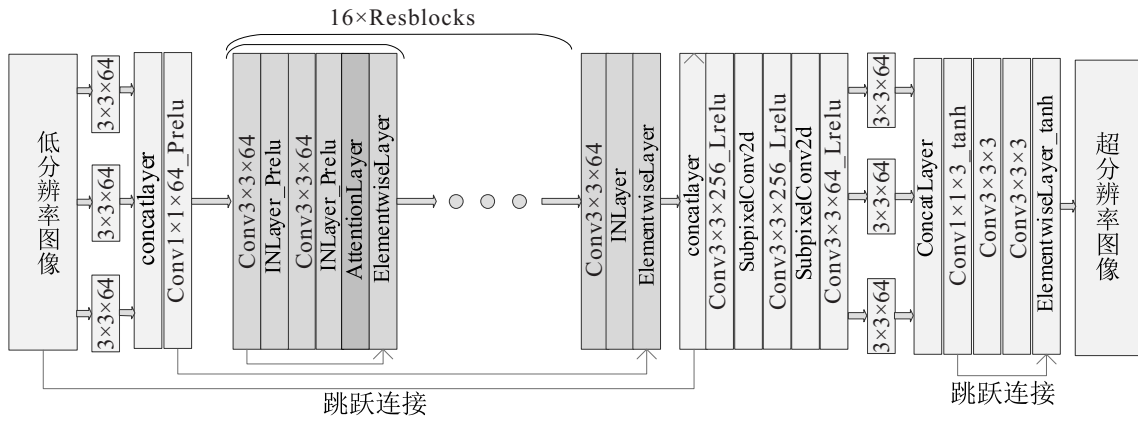 16×Resblocks
低分辨率图像
3×3×64
3×3×64
3×3×64
concatlayer
Conv1×1×64_Prelu
Conv3×3×64
INLayer_Prelu
Conv3×3×64
INLayer_Prelu
AttentionLayer
ElementwiseLayer
Conv3×3×64
INLayer
ElementwiseLayer
concatlayer
Conv3×3×256_Lrelu
SubpixelConv2d
Conv3×3×256_Lrelu
SubpixelConv2d
Conv3×3×64_Lrelu
3×3×64
3×3×64
3×3×64
ConcatLayer
Conv1×1×3_tanh
Conv3×3×3
Conv3×3×3
ElementwiseLayer_tanh
超分辨率图像
跳跃连接
跳跃连接